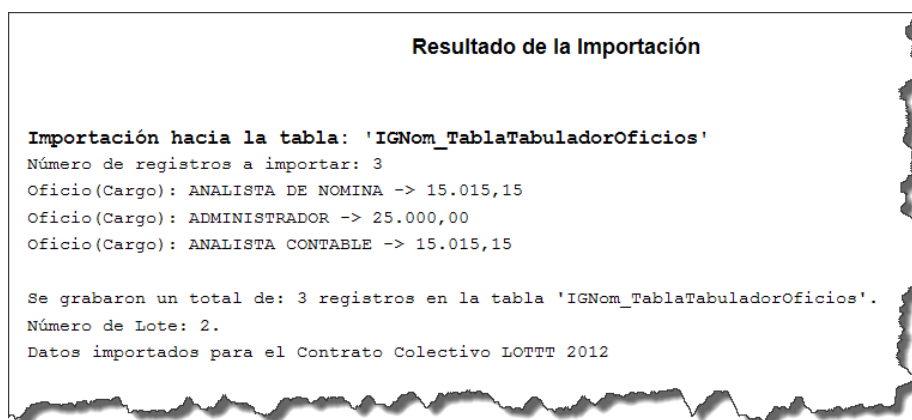 Resultado de la Importación
Importación hacia la tabla: 'IGNom_TablaTabuladorOficios'
Número de registros a importar: 3
Oficio(Cargo): ANALISTA DE NOMINA -> 15.015,15
Oficio(Cargo): ADMINISTRADOR -> 25.000,00
Oficio(Cargo): ANALISTA CONTABLE -> 15.015,15
Se grabaron un total de: 3 registros en la tabla 'IGNom_TablaTabuladorOficios'.
Número de Lote: 2.
Datos importados para el Contrato Colectivo LOTTT 2012